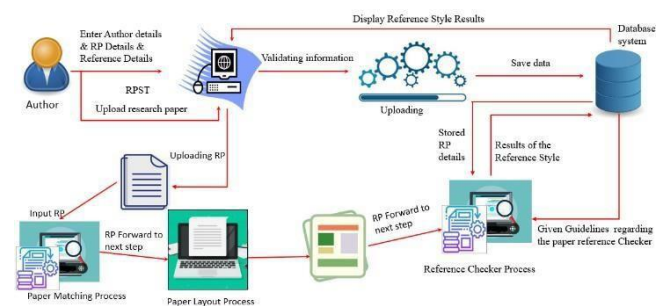 Display Reference Style Results
Enter Author details
& RP Details &
Reference Details
Database
system
Validating information
Save data
RPST
Author
Upload research paper
Uploading
Stored
RP
details
Results of the
Reference Style
Uploading RP
Input RP
RP Forward to
next step
RP Forward to
next step
Given Guidelines regarding
the paper reference Checker
Reference Checker Process
Paper Matching Process
Paper Layout Process